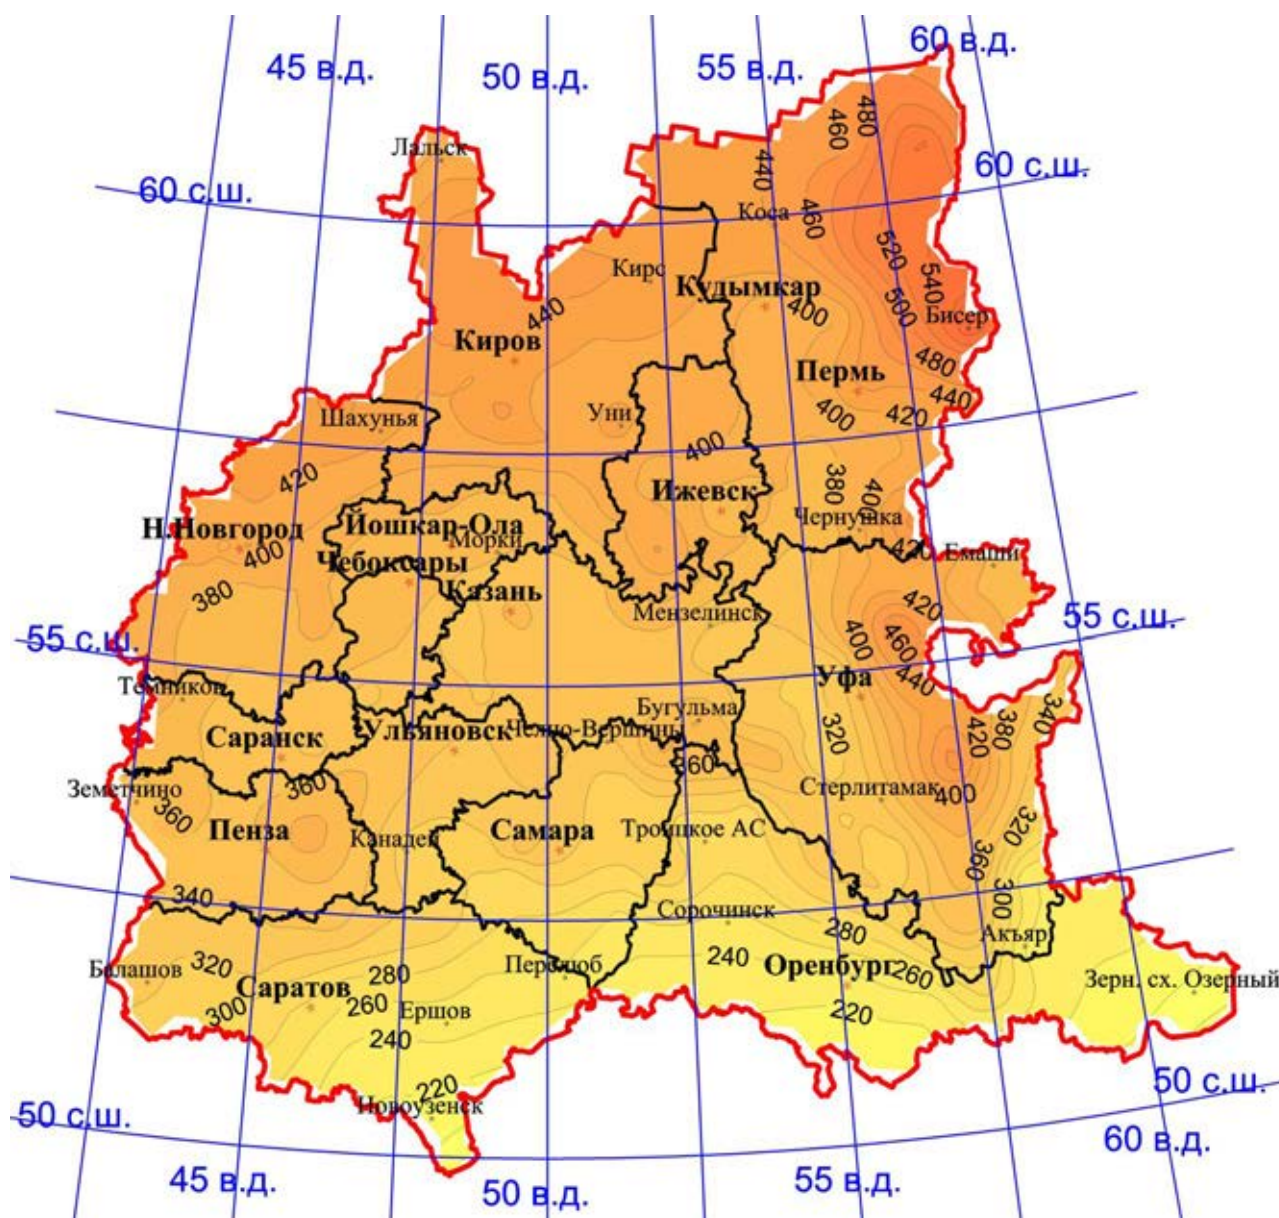 60 в.д.
45 в.д.
50 в.д.
55 в.д.
480
460
Лальск
60 с.ш.
440
60 с.ш.
Коса
460
520
Кирс
Кудымкар
540
400
500
440
Бисер
Киров
480
Пермь
440
Шахунья
Уни
400
420
400
420
380
400
Ижевск
Чернушка
Н.Новгород
Йошкар-Ола
Морки
400
420
Емаши
Чебоксары
Казань
380
Мензелинск
420
55 с.ш.
400
460
55 с.ш.
Темников
Уфа
440
Бугульма
340
Саранск
Ульяновск
Челно-Вершины
320
420
380
360
Земетчино
360
Стерлитамак
400
360
Пенза
Канадей
Самара
Троицкое АС
320
360
340
300
Сорочинск
280
Акъяр
Балашов
320
280
Перелюб
240
Оренбург
260
Зерн. сх. Озерный
Саратов
300
260
Ершов
220
240
220
50 с.ш.
Новоузенск
50 с.ш.
60 в.д.
45 в.д.
50 в.д.
55 в.д.